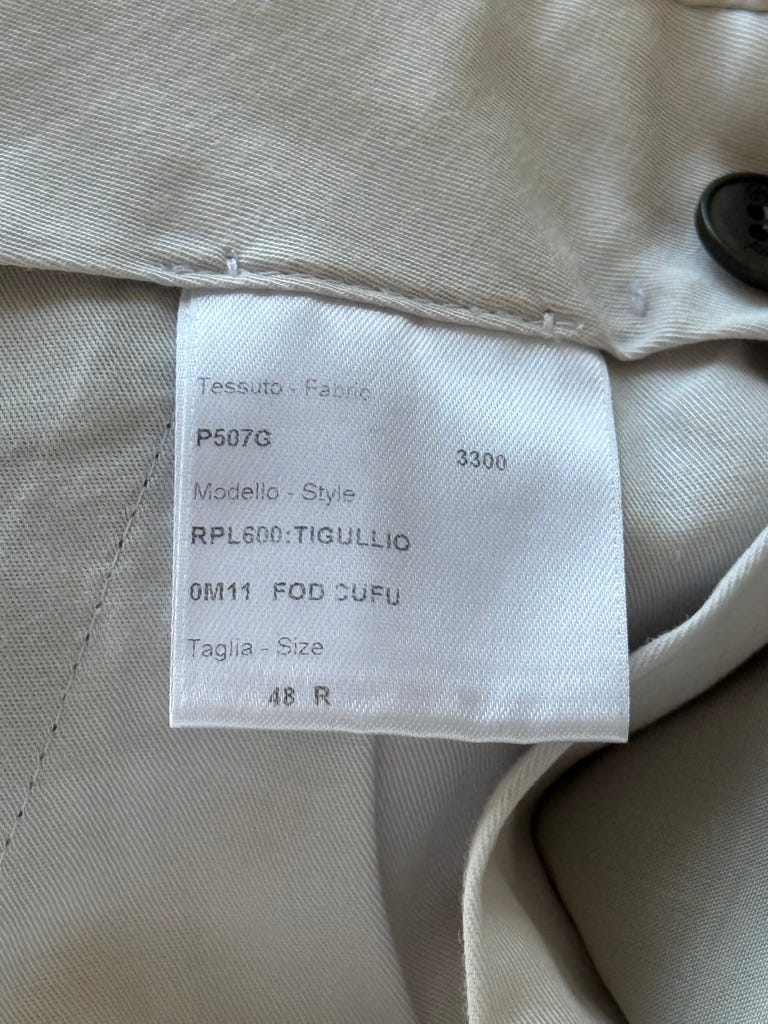 Tessuto - Fabric
P507G
3300
Modello - Style
RPL600:TIGULLIO
0M11 FOD CUFU
Taglia - Size
48 R